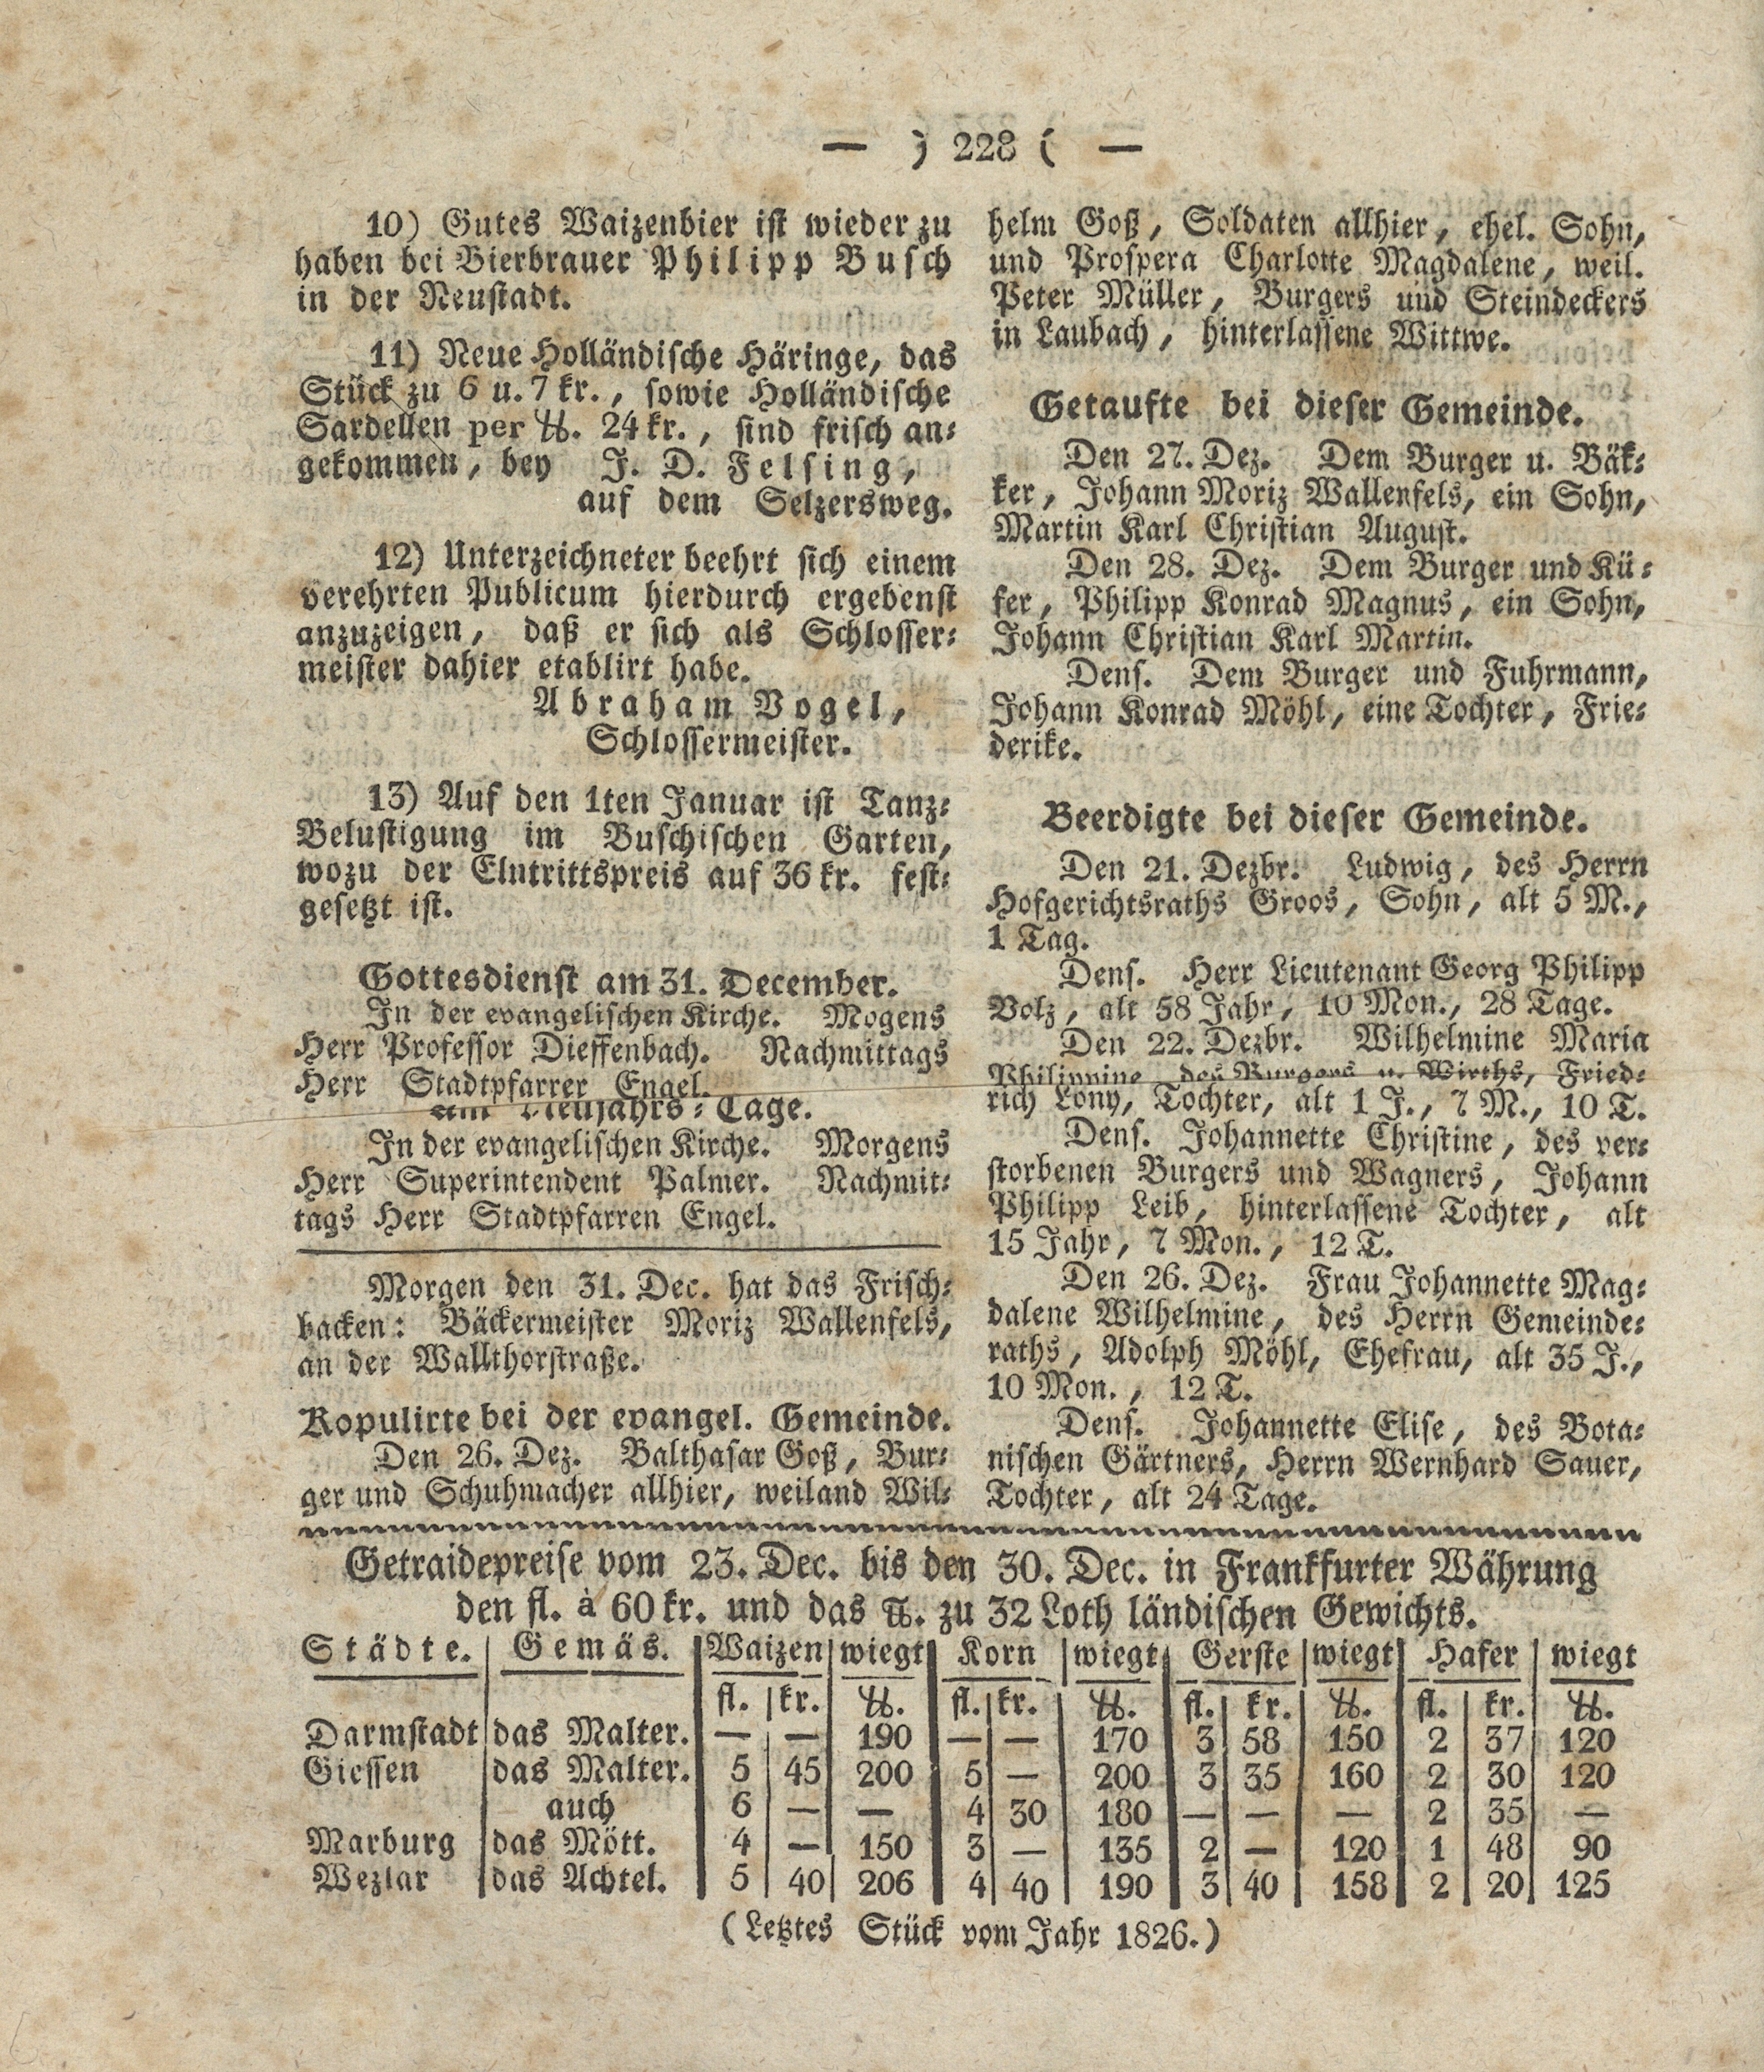 — ) 228 ( —
10) Gutes Waizenbier ist wieder zu
haben bei Bierbrauer Philipp Busch
in der Neustadt.
11) Neue Holländische Häringe, das
Stück zu 6 u. 7 kr., sowie Holländische
Sardellen per ℔. 24 kr., sind frisch an-
gekommen, bey J. D. Felsing,
auf dem Selzersweg.
12) Unterzeichneter beehrt sich einem
verehrten Publicum hierdurch ergebenst
anzuzeigen, daß er sich als Schlosser-
meister dahier etablirt habe.
Abraham Vogel,
Schlossermeister.
13) Auf den 1ten Januar ist Tanz-
Belustigung im Buschischen Garten,
wozu der Eintrittspreis auf 36 kr. fest-
gesetzt ist.
Gottesdienst am 31. December.
In der evangelischen Kirche. Mogens
Herr Professor Dieffenbach. Nachmittags
Herr Stadtpfarrer Engel.
Am Neujahrs-Tage.
In der evangelischen Kirche. Morgens
Herr Superintendent Palmer. Nachmit-
tags Herr Stadtpfarren Engel.
Morgen den 31. Dec. hat das Frisch-
backen: Bäckermeister Moriz Wallenfels,
an der Wallthorstraße.
Kopulirte bei der evangel. Gemeinde.
Den 26. Dez. Balthasar Goß, Bur-
ger und Schuhmacher allhier, weiland Wil-
helm Goß, Soldaten allhier, ehel. Sohn,
und Prospera Charlotte Magdalene, weil.
Peter Müller, Burgers und Steindeckers
in Laubach, hinterlassene Wittwe.
Getaufte bei dieser Gemeinde.
Den 27. Dez. Dem Burger u. Bäk-
ker, Johann Moriz Wallenfels, ein Sohn,
Martin Karl Christian August.
Den 28. Dez. Dem Burger und Kü-
fer, Philipp Konrad Magnus, ein Sohn,
Johann Christian Karl Martin.
Dens. Dem Burger und Fuhrmann,
Johann Konrad Möhl, eine Tochter, Frie-
derike.
Beerdigte bei dieser Gemeinde.
Den 21. Dezbr. Ludwig, des Herrn
Hofgerichtsraths Groos, Sohn, alt 5 M.,
1 Tag.
Dens. Herr Lieutenant Georg Philipp
Volz, alt 58 Jahr, 10 Mon., 28 Tage.
Den 22. Dezbr. Wilhelmine Maria
Philippine des Burgers u. Wirths, Fried-
rich Lony, Tochter, alt 1 J., 7 M., 10 T.
Dens. Johannette Christine, des ver-
storbenen Burgers und Wagners, Johann
Philipp Leib, hinterlassene Tochter, alt
15 Jahr, 7 Mon., 12 T.
Den 26. Dez. Frau Johannette Mag-
dalene Wilhelmine, des Herrn Gemeinde-
raths, Adolph Möhl, Ehefrau, alt 35 J.,
10 Mon., 12 T.
Dens. Johannette Elise, des Bota-
nischen Gärtners, Herrn Wernhard Sauer,
Tochter, alt 24 Tage.
Getraidepreise vom 23. Dec. bis den 30. Dec. in Frankfurter Währung
den fl. à 60 kr. und das ℔. zu 32 Loth ländischen Gewichts.
Städte. Gemäs. Waizen wiegt Korn wiegt Gerste wiegt Hafer wiegt
fl. kr. ℔. fl. kr. ℔. fl. kr. ℔. fl. kr. ℔.
Darmstadt das Malter. — — 190 — — 170 3 58 150 2 37 120
Giessen das Malter. 5 45 200 5 — 200 3 35 160 2 30 120
auch 6 — — 4 30 180 — — — 2 35 —
Marburg das Mött. 4 — 150 3 — 135 2 — 120 1 48 90
Wezlar das Achtel. 5 40 206 4 40 190 3 40 158 2 20 125
(Letztes Stück vom Jahr 1826.)